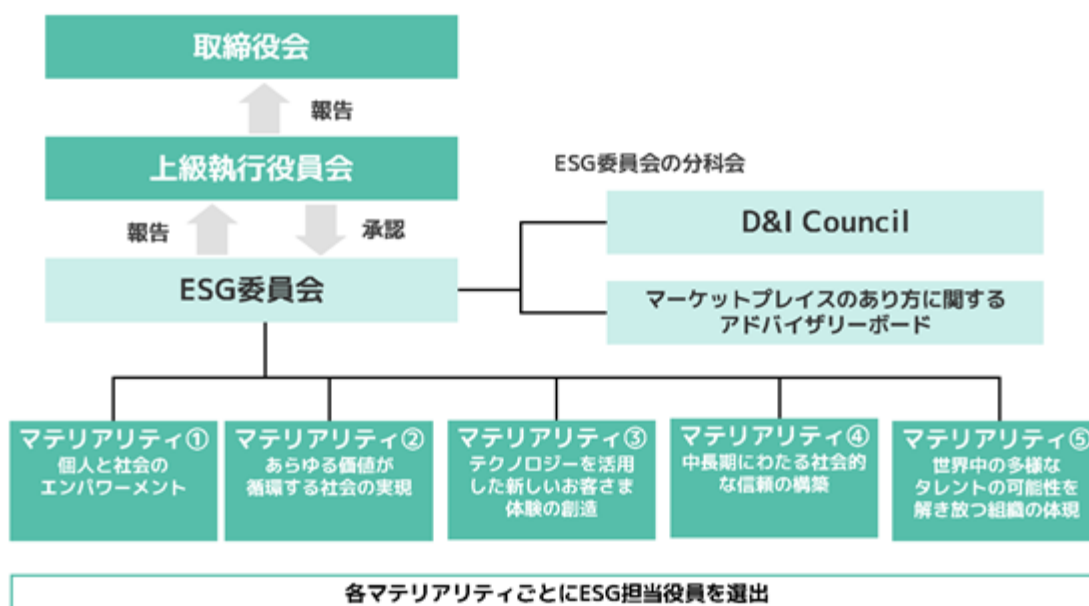 取締役会
報告
上級執行役員会
報告
承認
ESG委員会
ESG委員会の分科会
D&I Council
マーケットプレイスのあり方に関する
アドバイザリーボード
マテリアリティ①
個人と社会の
エンパワーメント
マテリアリティ②
あらゆる価値が
循環する社会の実現
マテリアリティ③
テクノロジーを活用
した新しいお客さま
体験の創造
マテリアリティ④
中長期にわたる社会的
な信頼の構築
マテリアリティ⑤
世界中の多様な
タレントの可能性を
解き放つ組織の体現
各マテリアリティごとにESG担当役員を選出